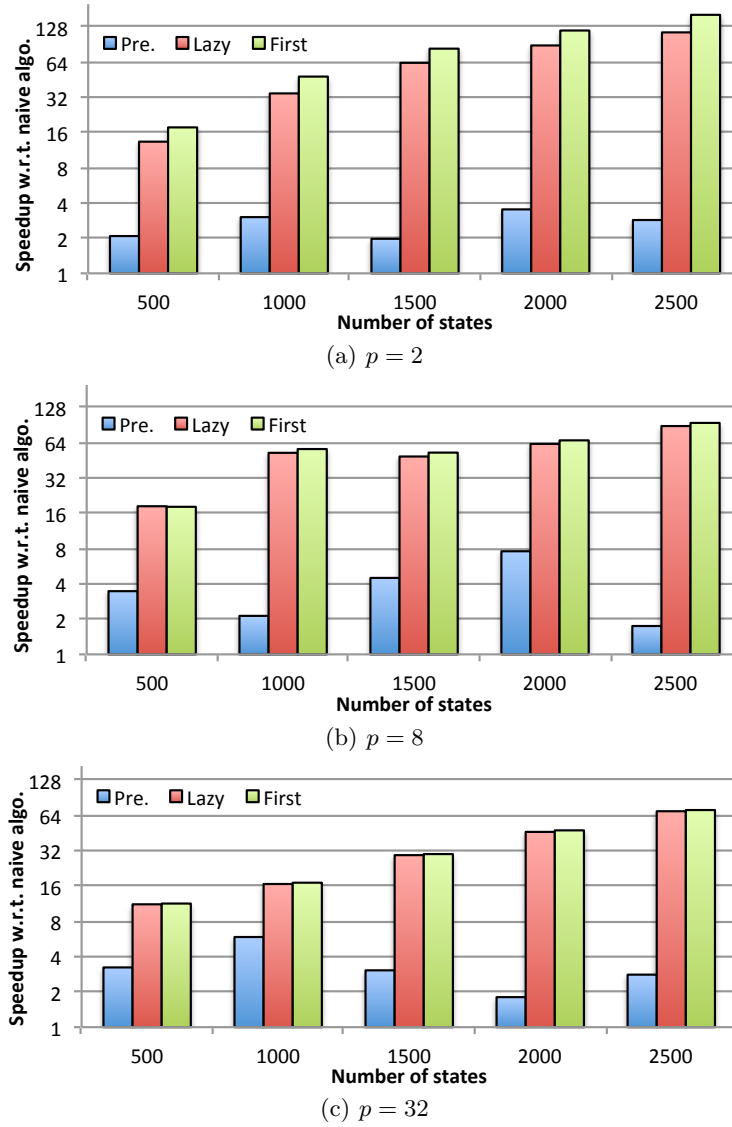 Speedup w.r.t. naive algo.
128
64
32
16
8
4
2
1
Pre. Lazy First
500 1000 1500 2000 2500
Number of states
(a) p = 2
Speedup w.r.t. naive algo.
128
64
32
16
8
4
2
1
Pre. Lazy First
500 1000 1500 2000 2500
Number of states
(b) p = 8
Speedup w.r.t. naive algo.
128
64
32
16
8
4
2
1
Pre. Lazy First
500 1000 1500 2000 2500
Number of states
(c) p = 32